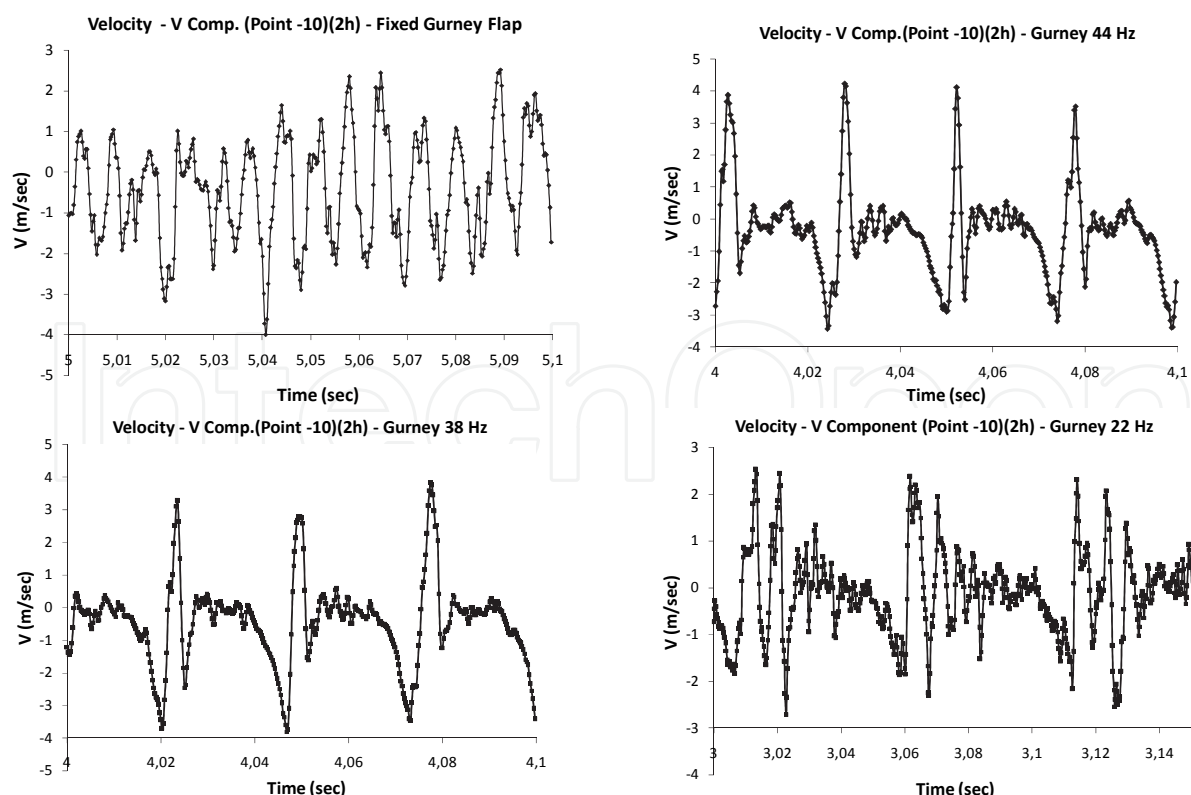 Velocity - V Comp. (Point -10)(2h) - Fixed Gurney Flap
3
2
1
0
-1
-2
-3
-4
-5
V (m/sec)
5 5,01 5,02 5,03 5,04 5,05 5,06 5,07 5,08 5,09 5,1
Time (sec)
Velocity - V Comp.(Point -10)(2h) - Gurney 44 Hz
5
4
3
2
1
0
-1
-2
-3
-4
V (m/sec)
4 4,02 4,04 4,06 4,08 4,1
Time (sec)
Velocity - V Comp.(Point -10)(2h) - Gurney 38 Hz
5
4
3
2
1
0
-1
-2
-3
-4
-5
V (m/sec)
4 4,02 4,04 4,06 4,08 4,1
Time (sec)
Velocity - V Component (Point -10)(2h) - Gurney 22 Hz
3
2
1
0
-1
-2
-3
-4
V (m/sec)
3 3,02 3,04 3,06 3,08 3,1 3,12 3,14
Time (sec)
IntechOpen